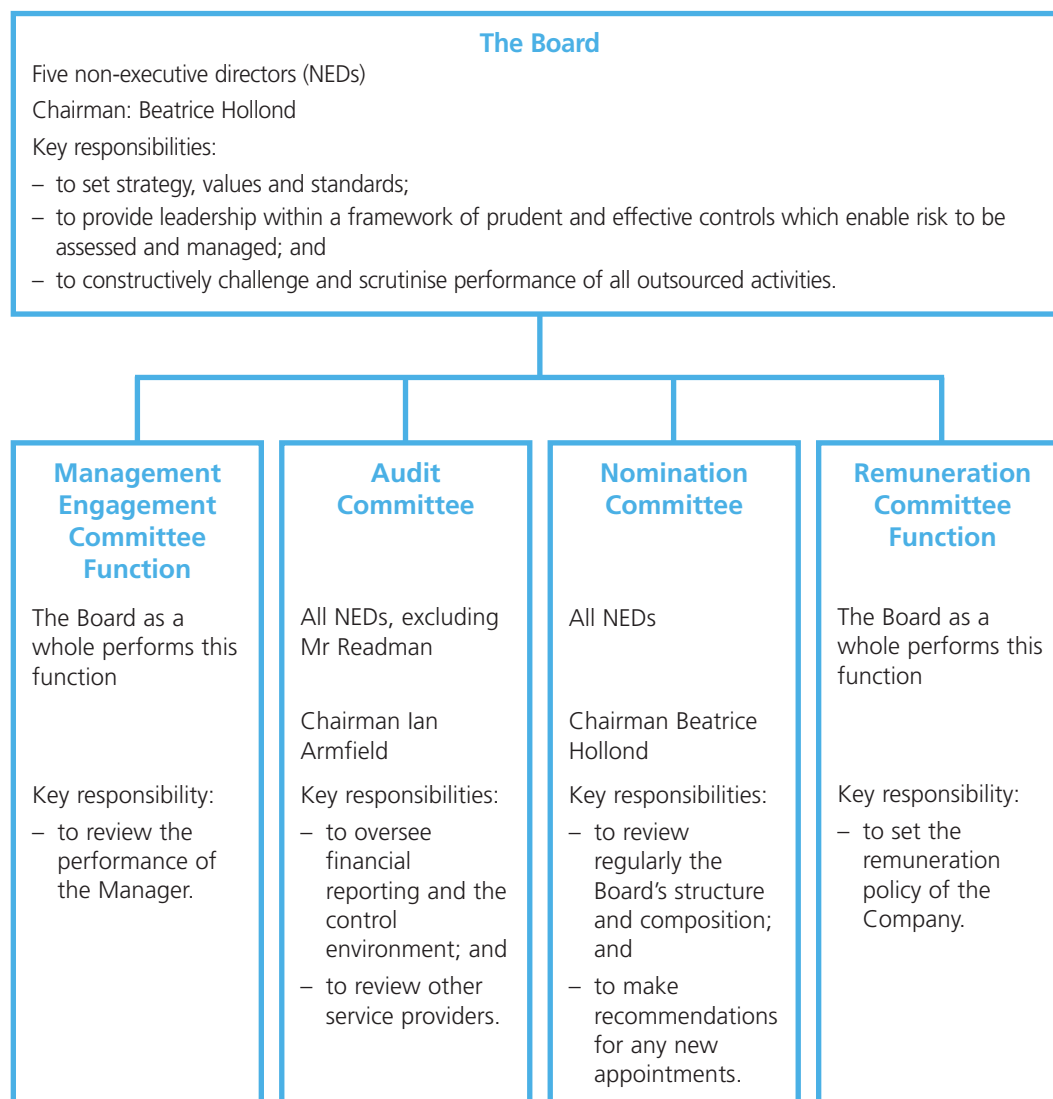 The Board
Five non-executive directors (NEDs)
Chairman: Beatrice Hollond
Key responsibilities:
– to set strategy, values and standards;
– to provide leadership within a framework of prudent and effective controls which enable risk to be
assessed and managed; and
– to constructively challenge and scrutinise performance of all outsourced activities.
Management
Engagement
Committee
Function
The Board as a
whole performs this
function
Key responsibility:
– to review the
performance of
the Manager.
Audit
Committee
All NEDs, excluding
Mr Readman
Chairman Ian
Armfield
Key responsibilities:
– to oversee
financial
reporting and the
control
environment; and
– to review other
service providers.
Nomination
Committee
All NEDs
Chairman Beatrice
Hollond
Key responsibilities:
– to review
regularly the
Board's structure
and composition;
and
– to make
recommendations
for any new
appointments.
Remuneration
Committee
Function
The Board as a
whole performs this
function
Key responsibility:
– to set the
remuneration
policy of the
Company.